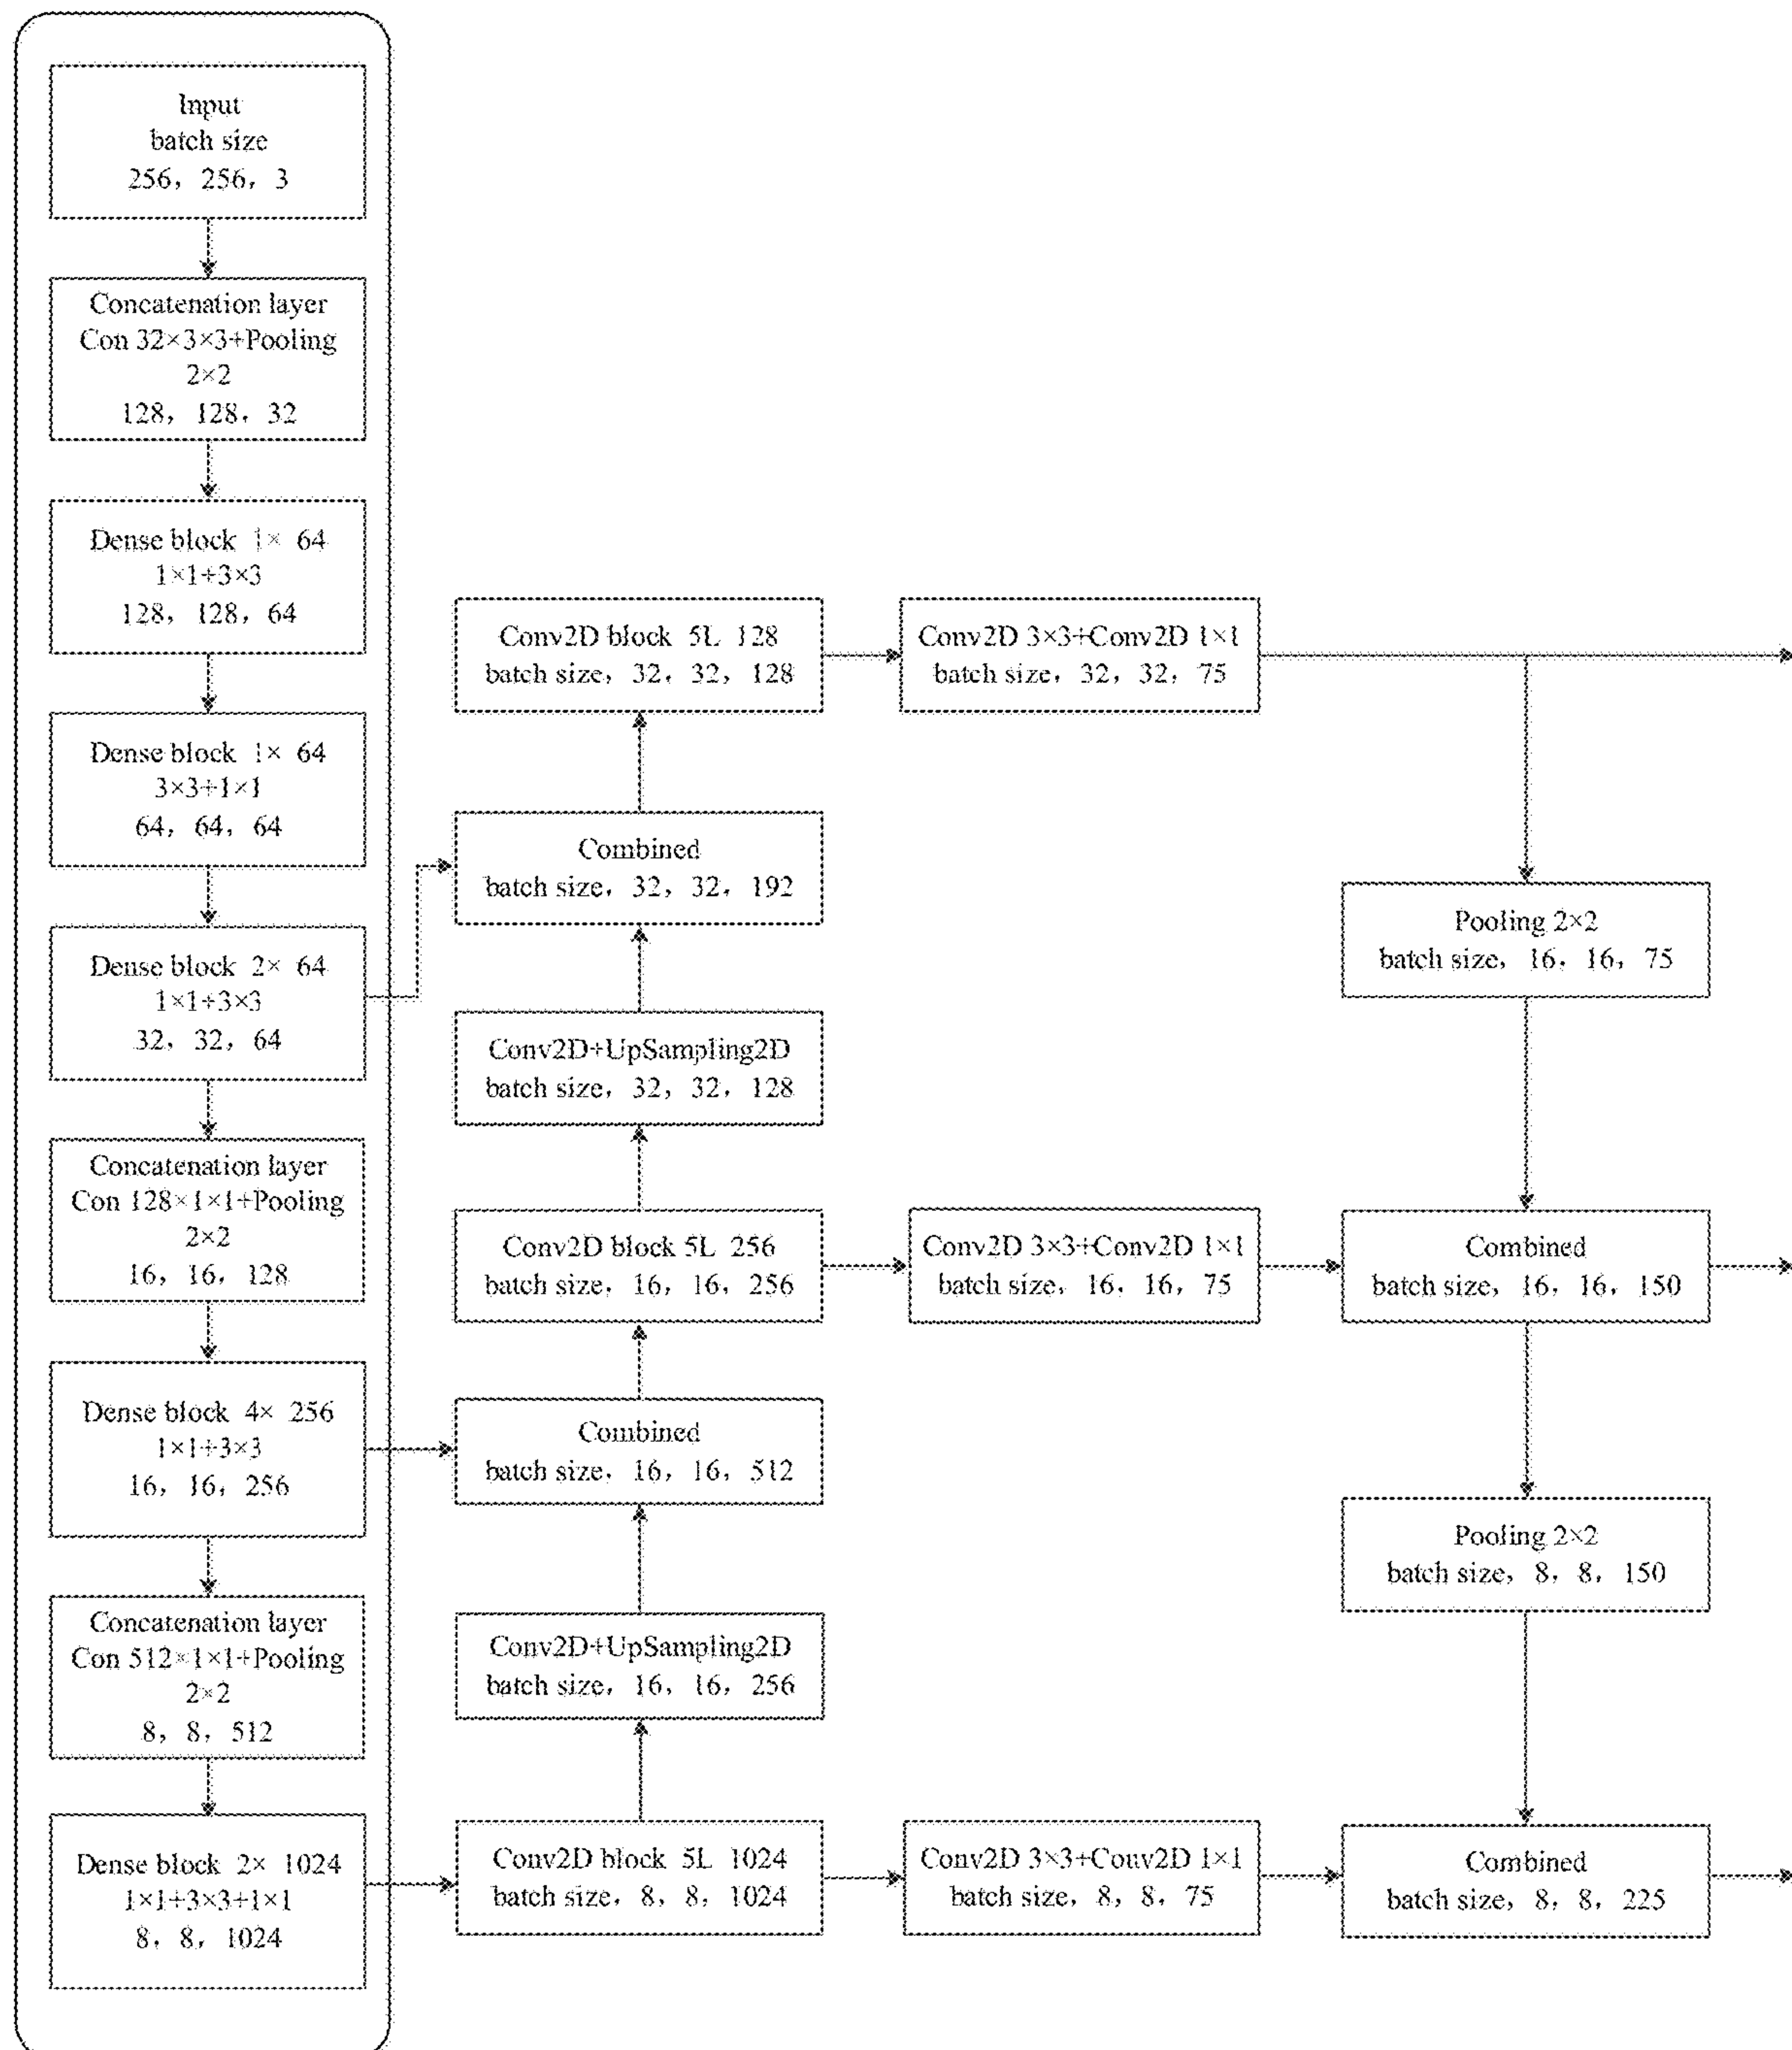 Input
batch size
256, 256, 3
Concatenation layer
Con 32×3×3+Pooling
2×2
128, 128, 32
Dense block 1× 64
1×1+3×3
128, 128, 64
Dense block 1× 64
3×3+1×1
64, 64, 64
Dense block 2× 64
1×1+3×3
32, 32, 64
Concatenation layer
Con 128×1×1+Pooling
2×2
16, 16, 128
Dense block 4× 256
1×1+3×3
16, 16, 256
Concatenation layer
Con 512×1×1+Pooling
2×2
8, 8, 512
Dense block 2× 1024
1×1+3×3+1×1
8, 8, 1024
Conv2D block 5L 128
batch size, 32, 32, 128
Combined
batch size, 32, 32, 192
Conv2D+UpSampling2D
batch size, 32, 32, 128
Conv2D block 5L 256
batch size, 16, 16, 256
Combined
batch size, 16, 16, 512
Conv2D+UpSampling2D
batch size, 16, 16, 256
Conv2D block 5L 1024
batch size, 8, 8, 1024
Conv2D 3×3+Conv2D 1×1
batch size, 32, 32, 75
Conv2D 3×3+Conv2D 1×1
batch size, 16, 16, 75
Conv2D 3×3+Conv2D 1×1
batch size, 8, 8, 75
Pooling 2×2
batch size, 16, 16, 75
Combined
batch size, 16, 16, 150
Pooling 2×2
batch size, 8, 8, 150
Combined
batch size, 8, 8, 225